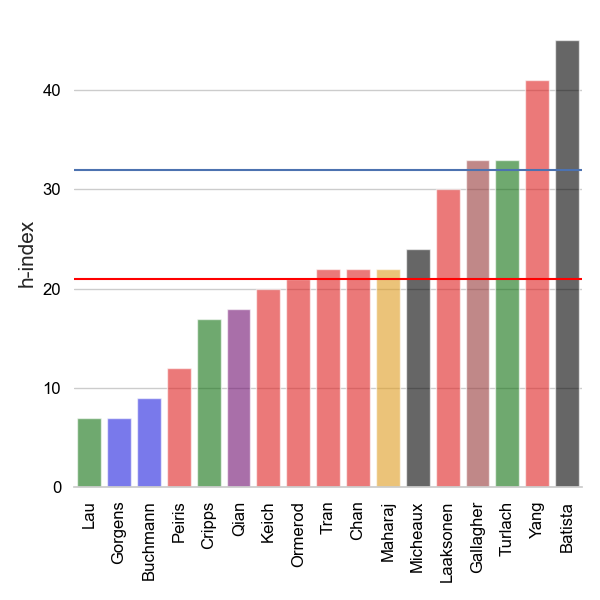 40
30
20
10
0
h-index
Lau
Gorgens
Buchmann
Peiris
Cripps
Qian
Keich
Ormerod
Tran
Chan
Maharaj
Micheaux
Laaksonen
Gallagher
Turlach
Yang
Batista